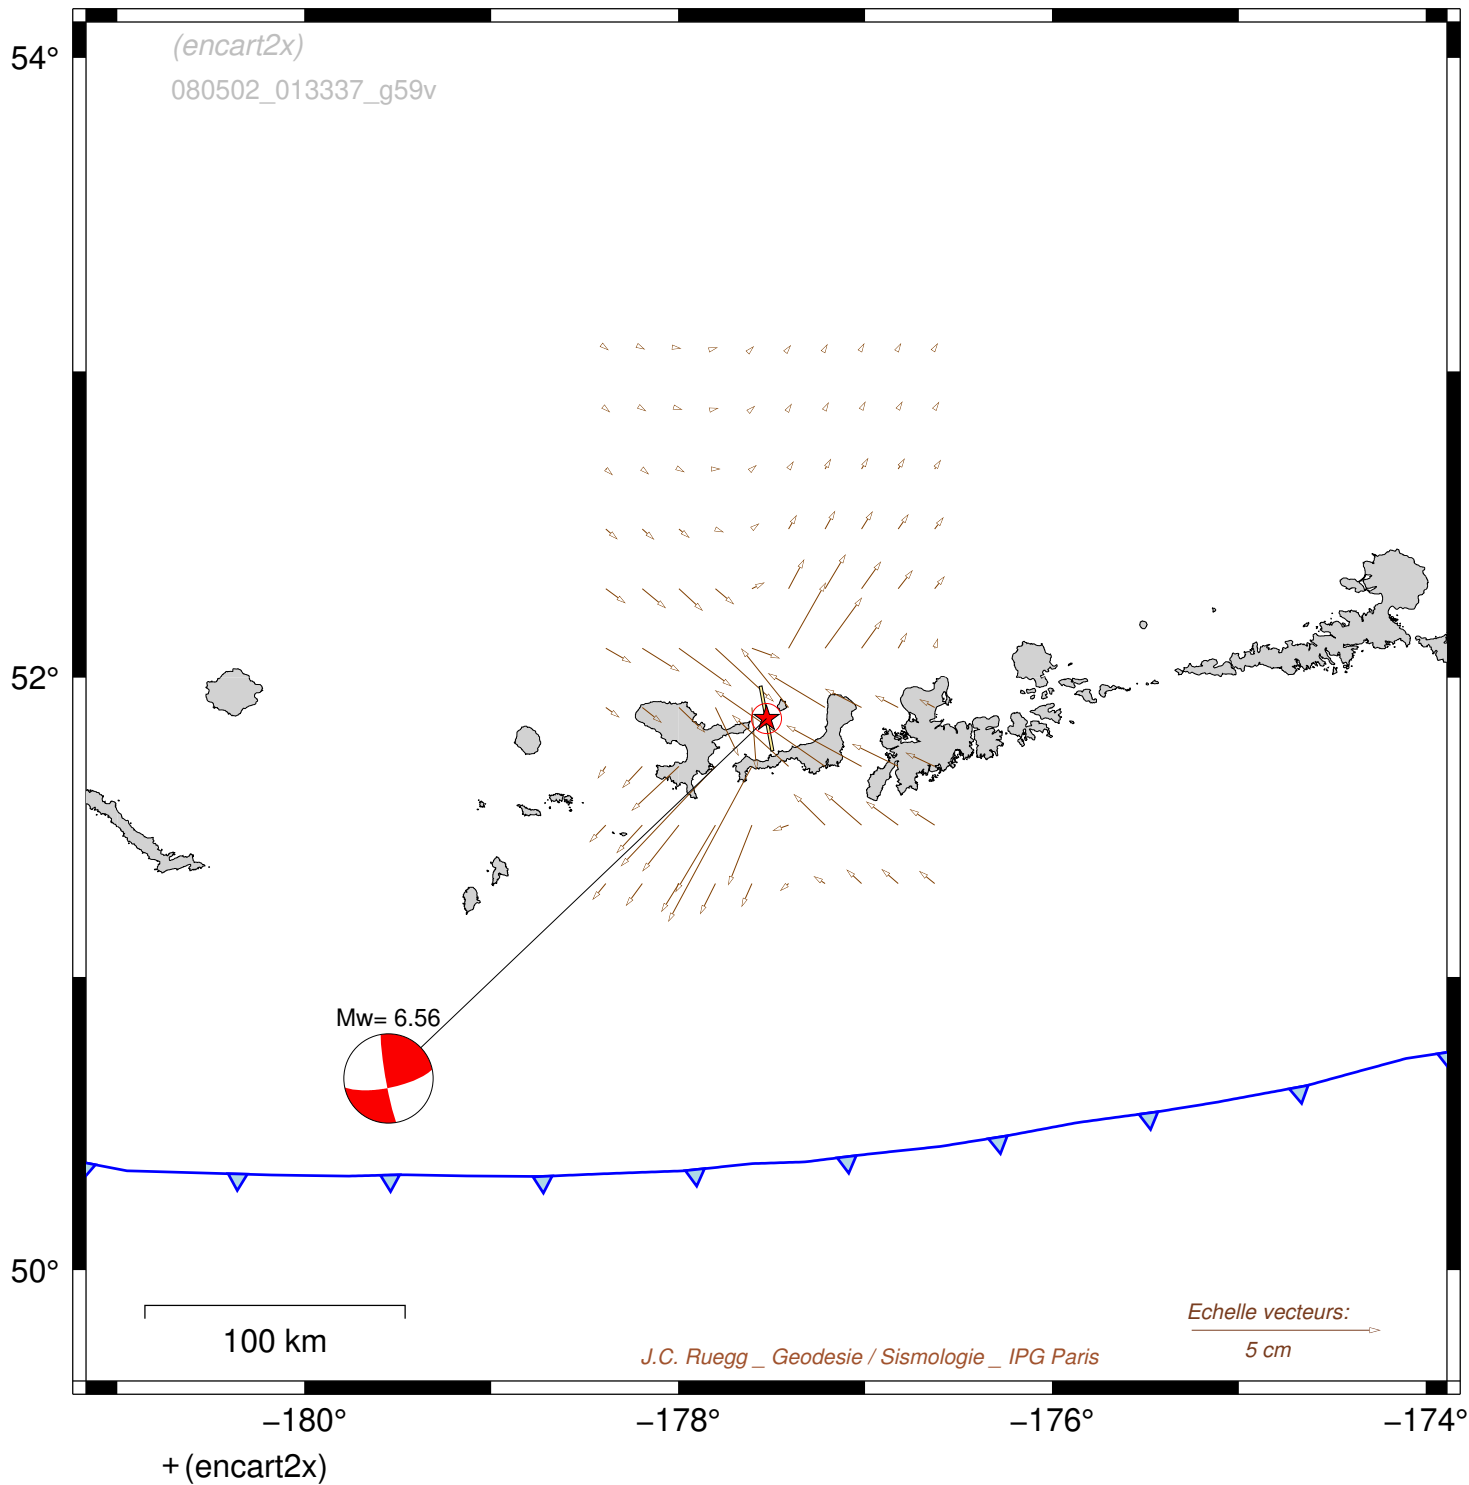 (encart2x)
080502_013337_g59v
54°
52°
50°
Mw= 6.56
100 km
J.C. Ruegg _ Geodesie / Sismologie _ IPG Paris
Echelle vecteurs:
5 cm
−180°
−178°
−176°
−174°
+ (encart2x)